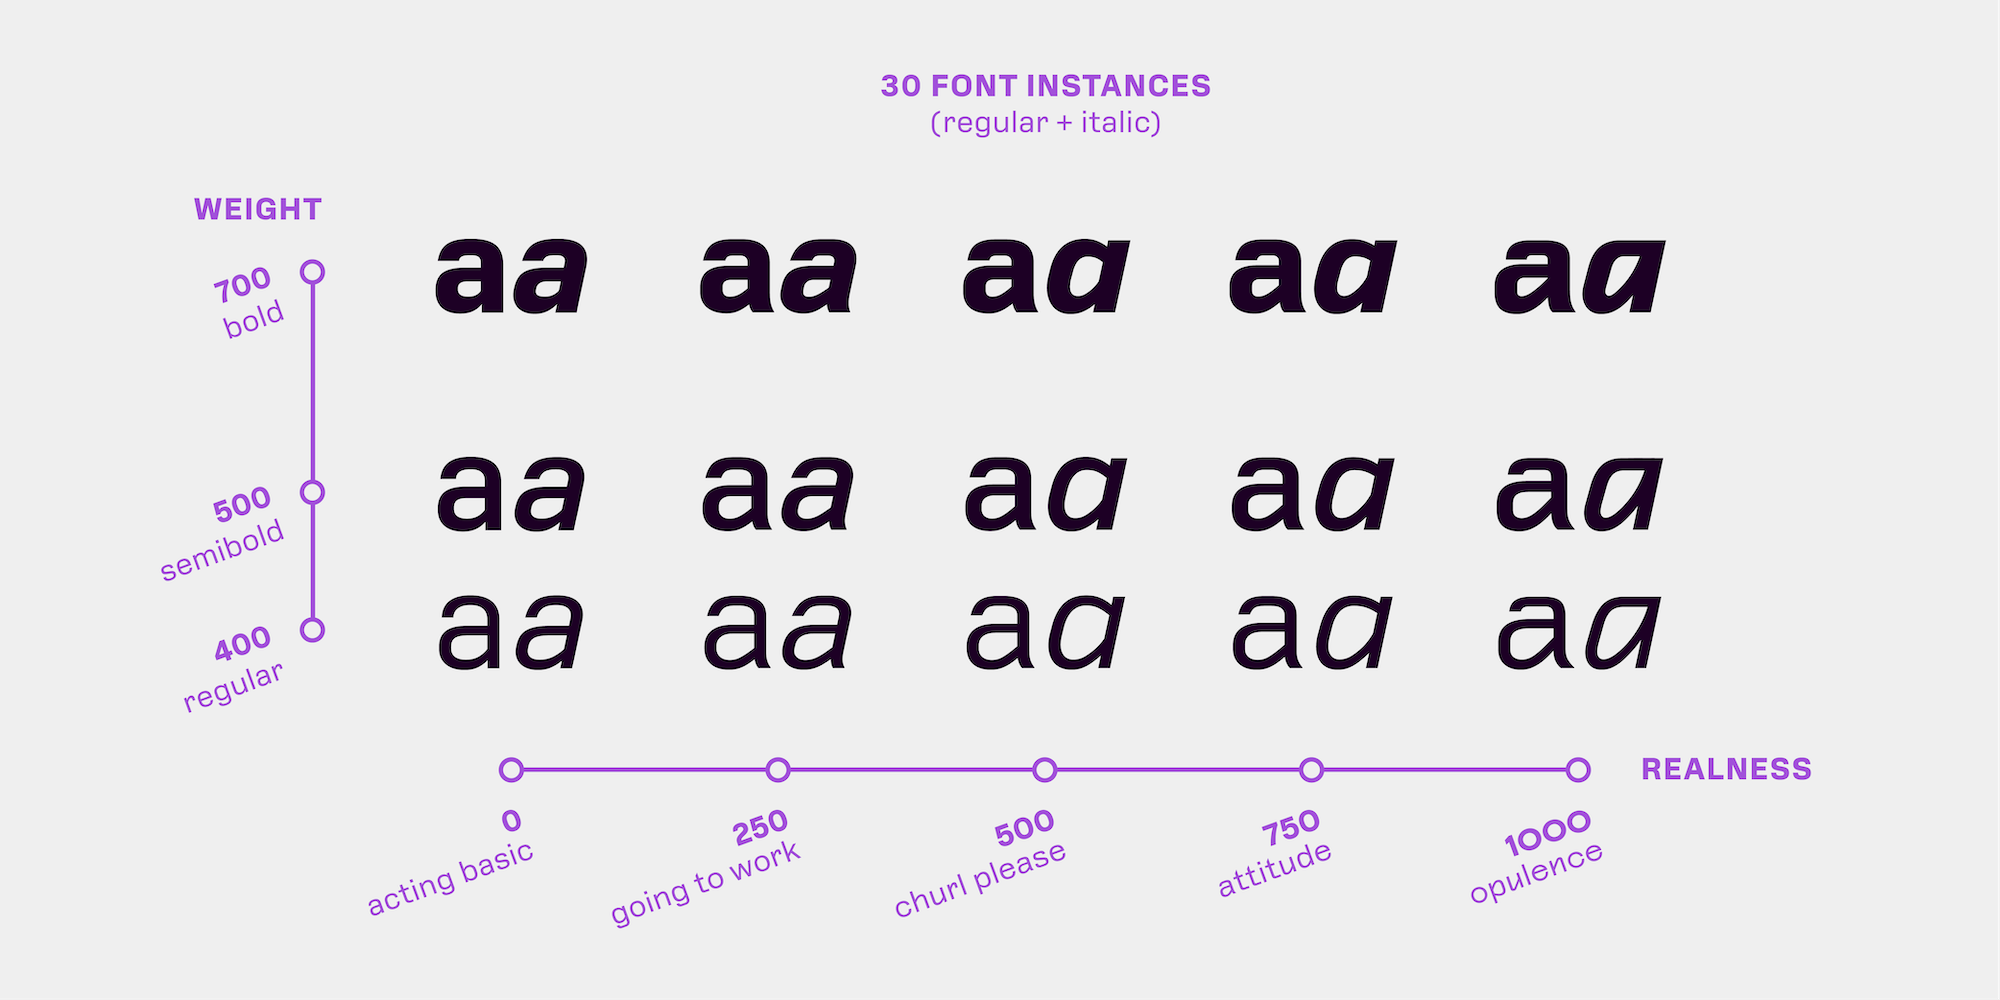 30 FONT INSTANCES
(regular + italic)
WEIGHT
700
bold
aa aa aa aa aa
500
semibold
aa aa aa aa aa
400
regular
aa aa aa aa aa
REALNESS
0
acting basic
250
going to work
500
churl please
750
attitude
1000
opulence